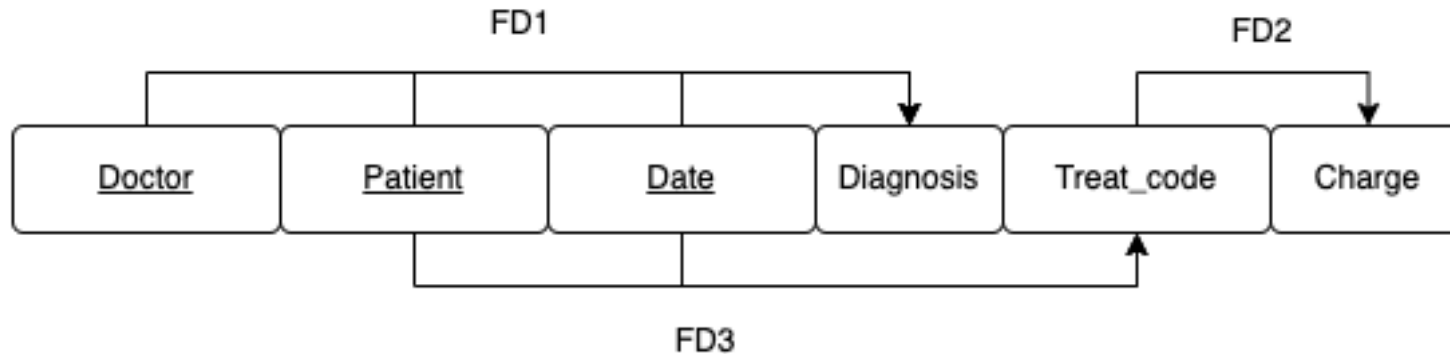 FD1
FD2
Doctor
Patient
Date
Diagnosis
Treat_code
Charge
FD3